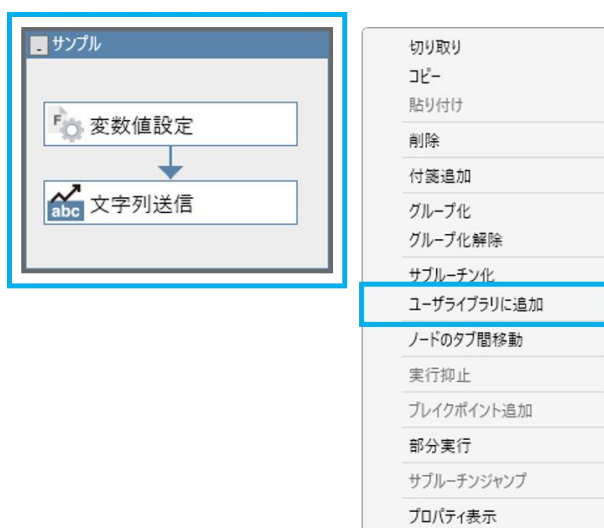 サンプル
変数値設定
abc 文字列送信
切り取り
コピー
貼り付け
削除
付箋追加
グループ化
グループ化解除
サブルーチン化
ユーザライブラリに追加
ノードのタブ間移動
実行抑止
ブレイクポイント追加
部分実行
サブルーチンジャンプ
プロパティ表示